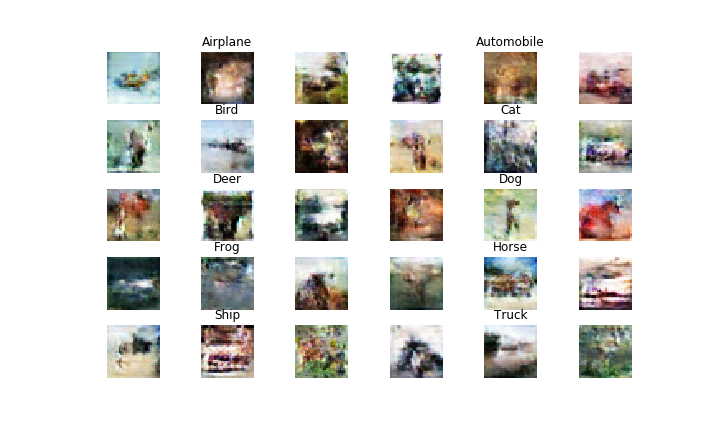 Airplane Automobile
Bird Cat
Deer Dog
Frog Horse
Ship Truck